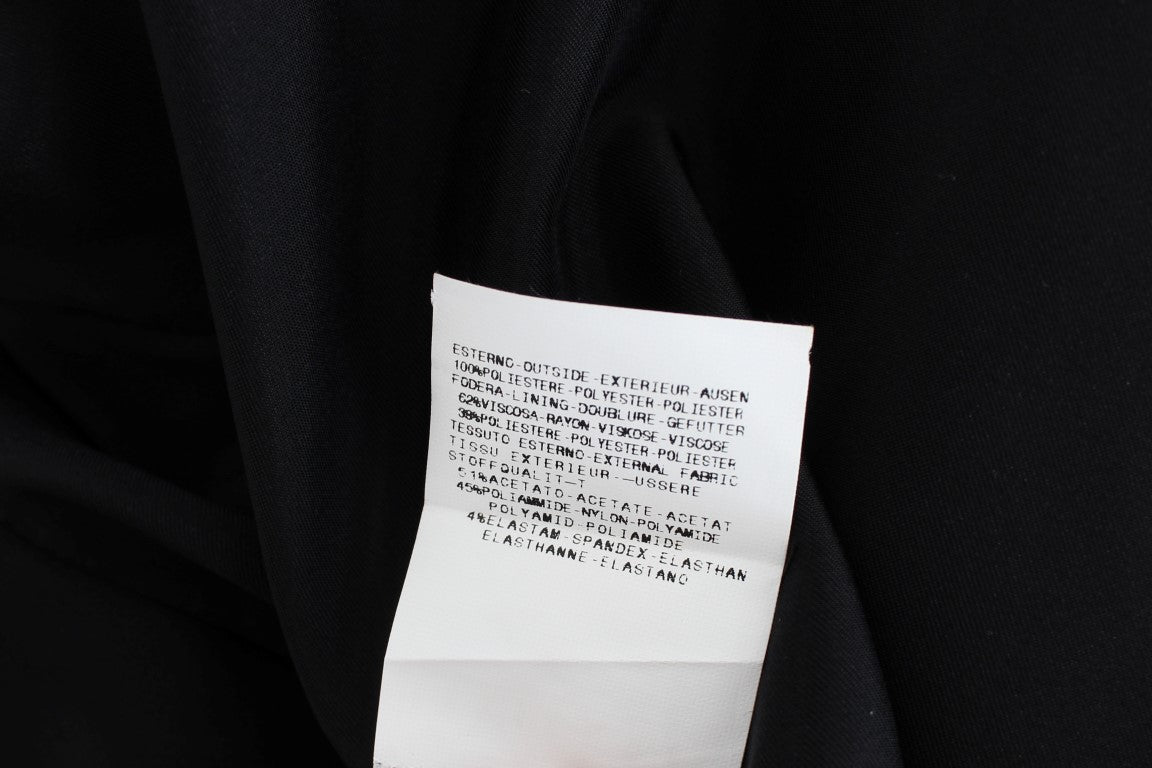 ESTERNO-OUTSIDE-EXTERIEUR-AUSEN
100%POLIESTERE-POLYESTER-POLIESTER
FODERA-LINING-DOUBLURE-GEFUTTER
62%VISCOSA-RAYON-VISKOSE-VISCOSE
38%POLIESTERE-POLYESTER-POLIESTER
TESSUTO ESTERNO-EXTERNAL FABRIC
TISSU EXTERIEUR-—USSERE
STOFFQUALIT—T
51%ACETATO-ACETATE-ACETAT
45%POLIAMMIDE-NYLON-POLYAMIDE
POLYAMID-POLIAMIDE
4%ELASTAM-SPANDEX-ELASTHAN
ELASTHANNE-ELASTANO